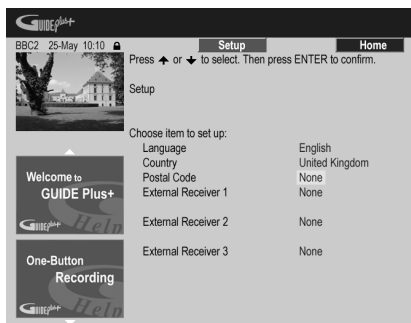 GUIDE Plus+
BBC2 25-May 10:10 Setup Home
Press ↑ or ↓ to select. Then press ENTER to confirm.
Setup
Choose item to set up:
Language English
Country United Kingdom
Postal Code None
External Receiver 1 None
External Receiver 2 None
External Receiver 3 None
Welcome to
GUIDE Plus+
Help
GUIDE Plus+
One-Button
Recording
Help
GUIDE Plus+